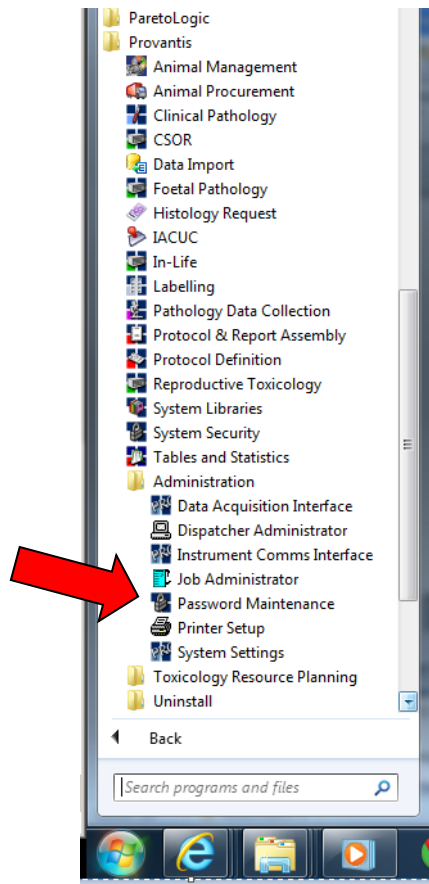 ParetoLogic
Provantis
Animal Management
Animal Procurement
Clinical Pathology
CSOR
Data Import
Foetal Pathology
Histology Request
IACUC
In-Life
Labelling
Pathology Data Collection
Protocol & Report Assembly
Protocol Definition
Reproductive Toxicology
System Libraries
System Security
Tables and Statistics
Administration
Data Acquisition Interface
Dispatcher Administrator
Instrument Comms Interface
Job Administrator
Password Maintenance
Printer Setup
System Settings
Toxicology Resource Planning
Uninstall
Back
Search programs and files